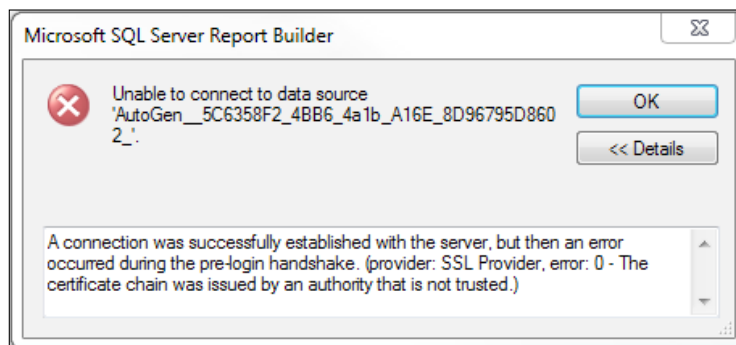 Microsoft SQL Server Report Builder
Unable to connect to data source
'AutoGen__5C6358F2_4BB6_4a1b_A16E_8D96795D860
2_'.
OK
<< Details
A connection was successfully established with the server, but then an error
occurred during the pre-login handshake. (provider: SSL Provider, error: 0 - The
certificate chain was issued by an authority that is not trusted.)